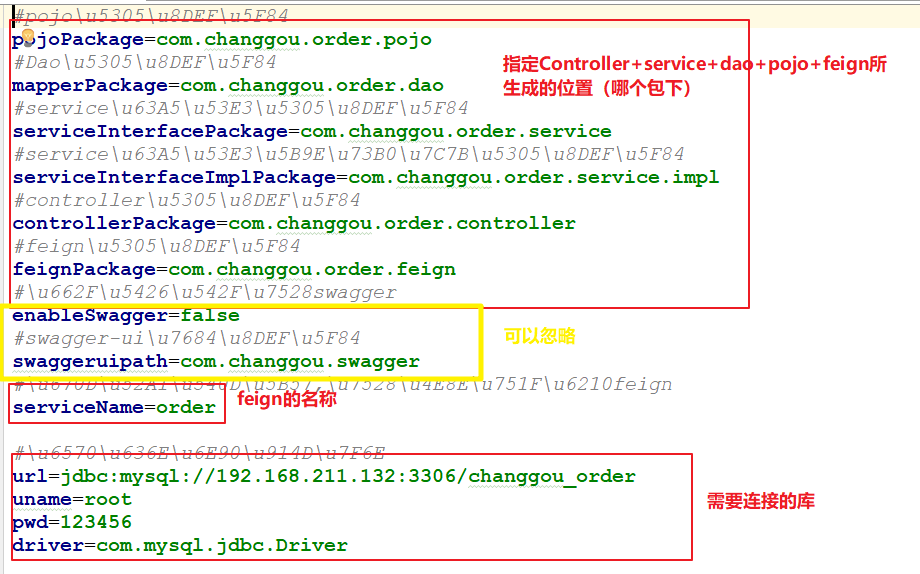 #pojo\u5305\u8DEF\u5F84
pojoPackage=com.changgou.order.pojo
#Dao\u5305\u8DEF\u5F84
指定Controller+service+dao+pojo+feign所
mapperPackage=com.changgou.order.dao
生成的位置（哪个包下）
#service\u63A5\u53E3\u5305\u8DEF\u5F84
serviceInterfacePackage=com.changgou.order.service
#service\u63A5\u53E3\u5B9E\u73B0\u7C7B\u5305\u8DEF\u5F84
serviceInterfaceImplPackage=com.changgou.order.service.impl
#controller\u5305\u8DEF\u5F84
controllerPackage=com.changgou.order.controller
#feign\u5305\u8DEF\u5F84
feignPackage=com.changgou.order.feign
#\u662F\u5426\u542F\u7528swagger
enableSwagger=false
#swagger-ui\u7684\u8DEF\u5F84
可以忽略
swaggeruipath=com.changgou.swagger
\u7528\u4E8E\u751F\u6210feign
serviceName=order
feign的名称
#\u6570\u636E\u6E90\u914D\u7F6E
url=jdbc:mysql://192.168.211.132:3306/changgou_order
uname=root
需要连接的库
pwd=123456
driver=com.mysql.jdbc.Driver